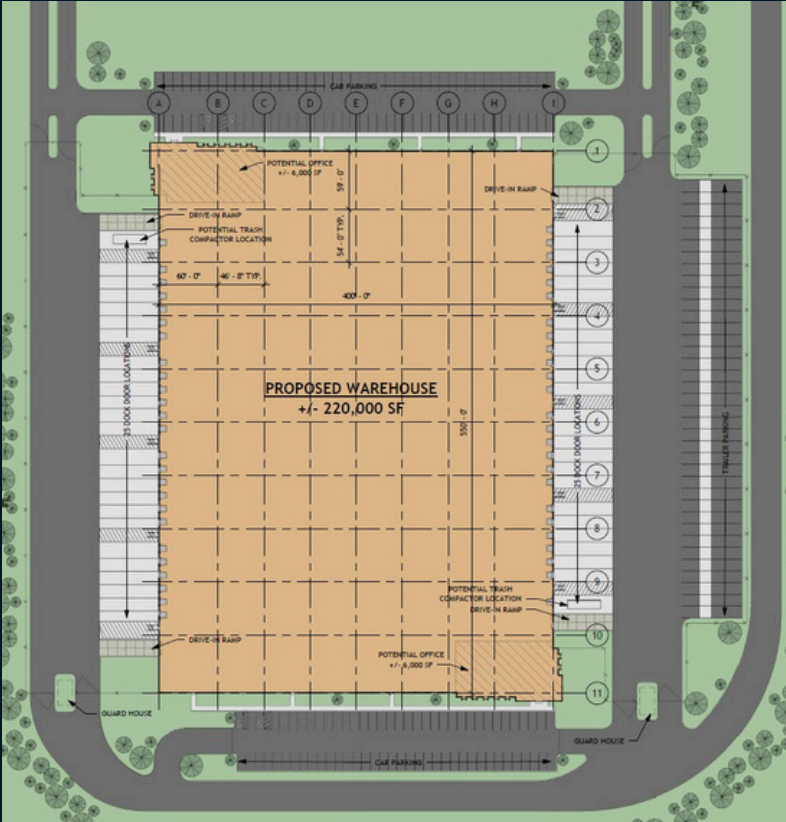 CAR PARKING
A
B
C
D
E
F
G
H
I
1
POTENTIAL OFFICE
+/- 6,000 SF
59' - 0"
DRIVE-IN RAMP
2
DRIVE-IN RAMP
POTENTIAL TRASH
COMPACTOR LOCATION
54' - 0" TYP.
3
60' - 0"
46' - 8" TYP.
400' - 0"
4
5
25 DOCK DOOR LOCATIONS
PROPOSED WAREHOUSE
+/- 220,000 SF
550' - 0"
6
25 DOCK DOOR LOCATIONS
TRAILER PARKING
7
8
9
POTENTIAL TRASH
COMPACTOR LOCATION
DRIVE-IN RAMP
10
DRIVE-IN RAMP
POTENTIAL OFFICE
+/- 6,000 SF
11
GUARD HOUSE
GUARD HOUSE
CAR PARKING